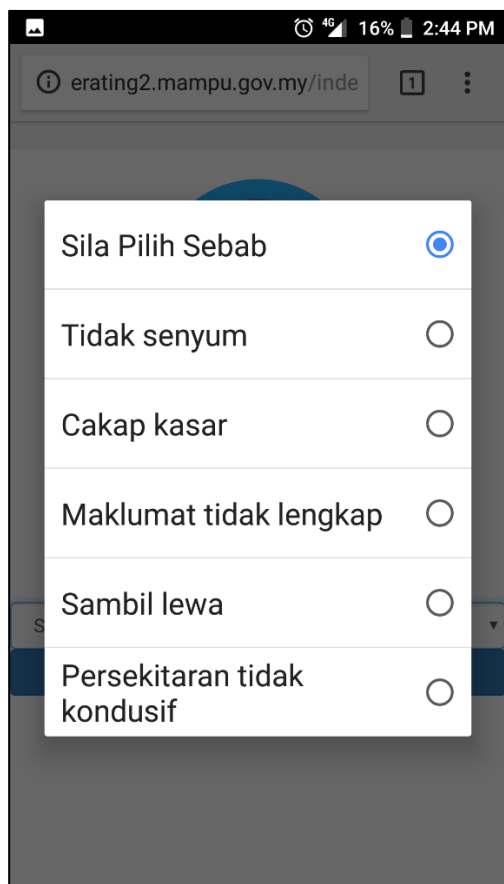 4G 16% 2:44 PM
erating2.mampu.gov.my/inde 1
Sila Pilih Sebab
Tidak senyum
Cakap kasar
Maklumat tidak lengkap
Sambil lewa
S
Persekitaran tidak
kondusif